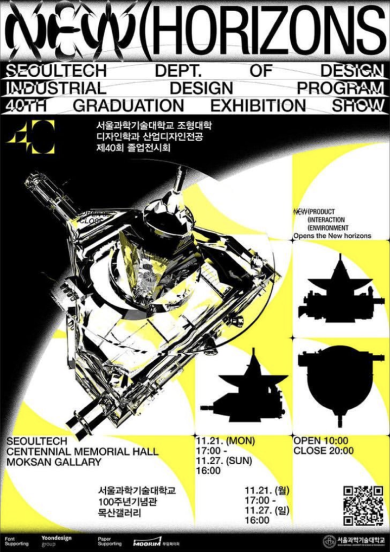 NEW (HORIZONS
SEOULTECH DEPT. OF DESIGN
INDUSTRIAL DESIGN PROGRAM
40TH GRADUATION EXHIBITION SHOW
40
서울과학기술대학교 조형대학
디자인학과 산업디자인전공
제40회 졸업전시회
NEW(PRODUCT
(INTERACTION
(ENVIRONMENT
Opens the New horizons
SEOULTECH
CENTENNIAL MEMORIAL HALL
MOKSAN GALLARY
11.21. (MON)
17:00 -
11.27. (SUN)
16:00
OPEN 10:00
CLOSE 20:00
서울과학기술대학교
100주년기념관
목산갤러리
11.21. (월)
17:00 -
11.27. (일)
16:00
Font
Supporting
Yoondesign
group
Paper
Supporting
MOORIM
서울과학기술대학교